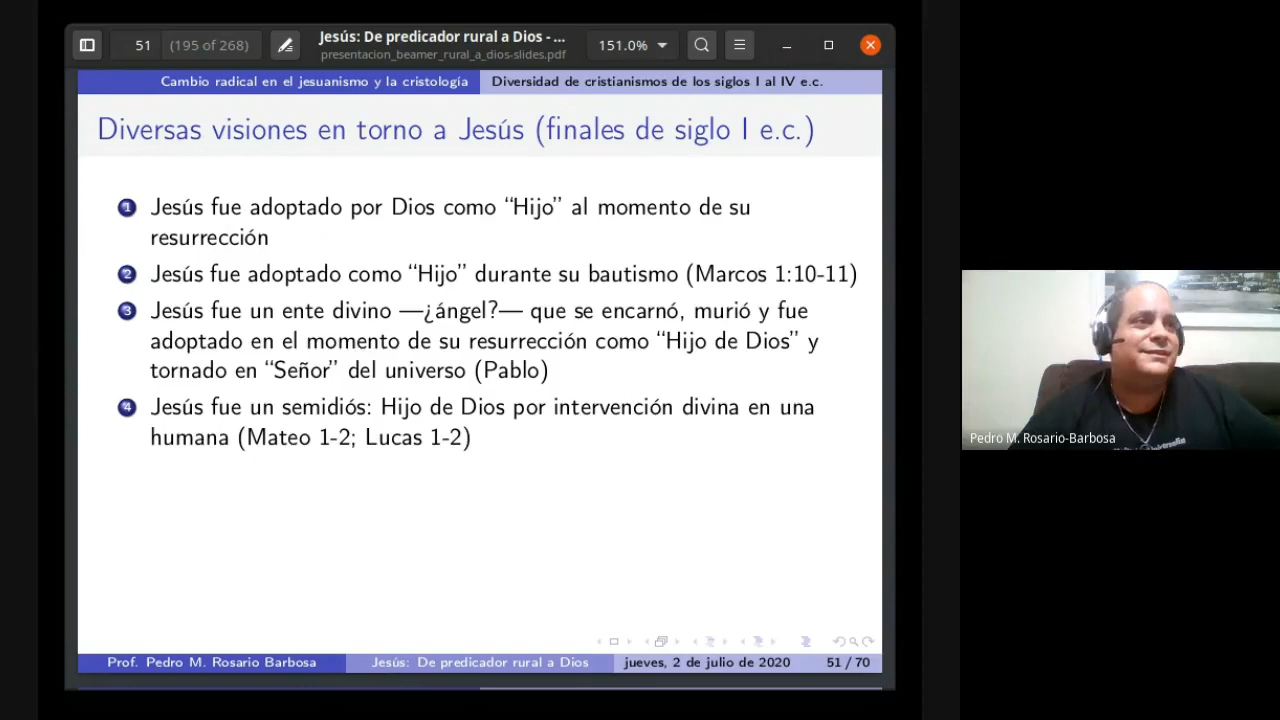 51 (195 of 268)
Jesús: De predicador rural a Dios - ...
presentacion_beamer_rural_a_dios-slides.pdf
151.0%
Cambio radical en el jesuanismo y la cristología
Diversidad de cristianismos de los siglos I al IV e.c.
Diversas visiones en torno a Jesús (finales de siglo I e.c.)
1 Jesús fue adoptado por Dios como “Hijo” al momento de su
resurrección
2 Jesús fue adoptado como “Hijo” durante su bautismo (Marcos 1:10-11)
3 Jesús fue un ente divino —¿ángel?— que se encarnó, murió y fue
adoptado en el momento de su resurrección como “Hijo de Dios” y
tornado en “Señor” del universo (Pablo)
4 Jesús fue un semidiós: Hijo de Dios por intervención divina en una
humana (Mateo 1-2; Lucas 1-2)
Prof. Pedro M. Rosario Barbosa
Jesús: De predicador rural a Dios
jueves, 2 de julio de 2020
51 / 70
Pedro M. Rosario-Barbosa